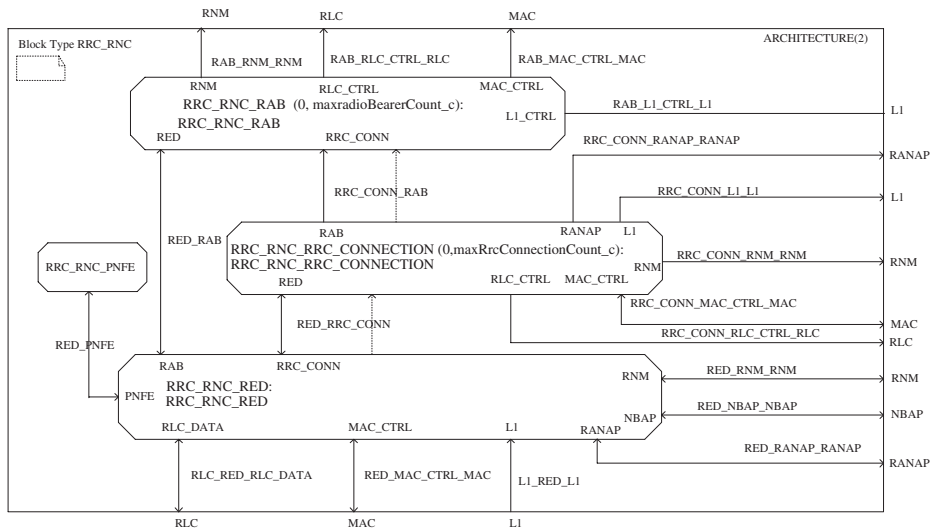 RNM RLC MAC
Block Type RRC_RNC
ARCHITECTURE(2)
RAB_RNM_RNM RAB_RLC_CTRL_RLC RAB_MAC_CTRL_MAC
RNM RLC_CTRL MAC_CTRL
RRC_RNC_RAB (0, maxradioBearerCount_c):
RRC_RNC_RAB
L1_CTRL
RAB_L1_CTRL_L1
L1
RED RRC_CONN
RRC_CONN_RANAP_RANAP
RANAP
RRC_CONN_RAB
RRC_CONN_L1_L1
L1
RED_RAB
RAB RANAP L1
RRC_RNC_RRC_CONNECTION (0,maxRrcConnectionCount_c):
RRC_RNC_RRC_CONNECTION
RNM
RRC_CONN_RNM_RNM
RNM
RRC_RNC_PNFE
RED RLC_CTRL MAC_CTRL
RRC_CONN_MAC_CTRL_MAC
MAC
RED_RRC_CONN
RRC_CONN_RLC_CTRL_RLC
RLC
RED_PNFE
RAB RRC_CONN
RNM
RED_RNM_RNM
RNM
PNFE
RRC_RNC_RED:
RRC_RNC_RED
NBAP
RED_NBAP_NBAP
NBAP
RLC_DATA MAC_CTRL L1 RANAP
RED_RANAP_RANAP
RANAP
RLC_RED_RLC_DATA RED_MAC_CTRL_MAC L1_RED_L1
RLC MAC L1